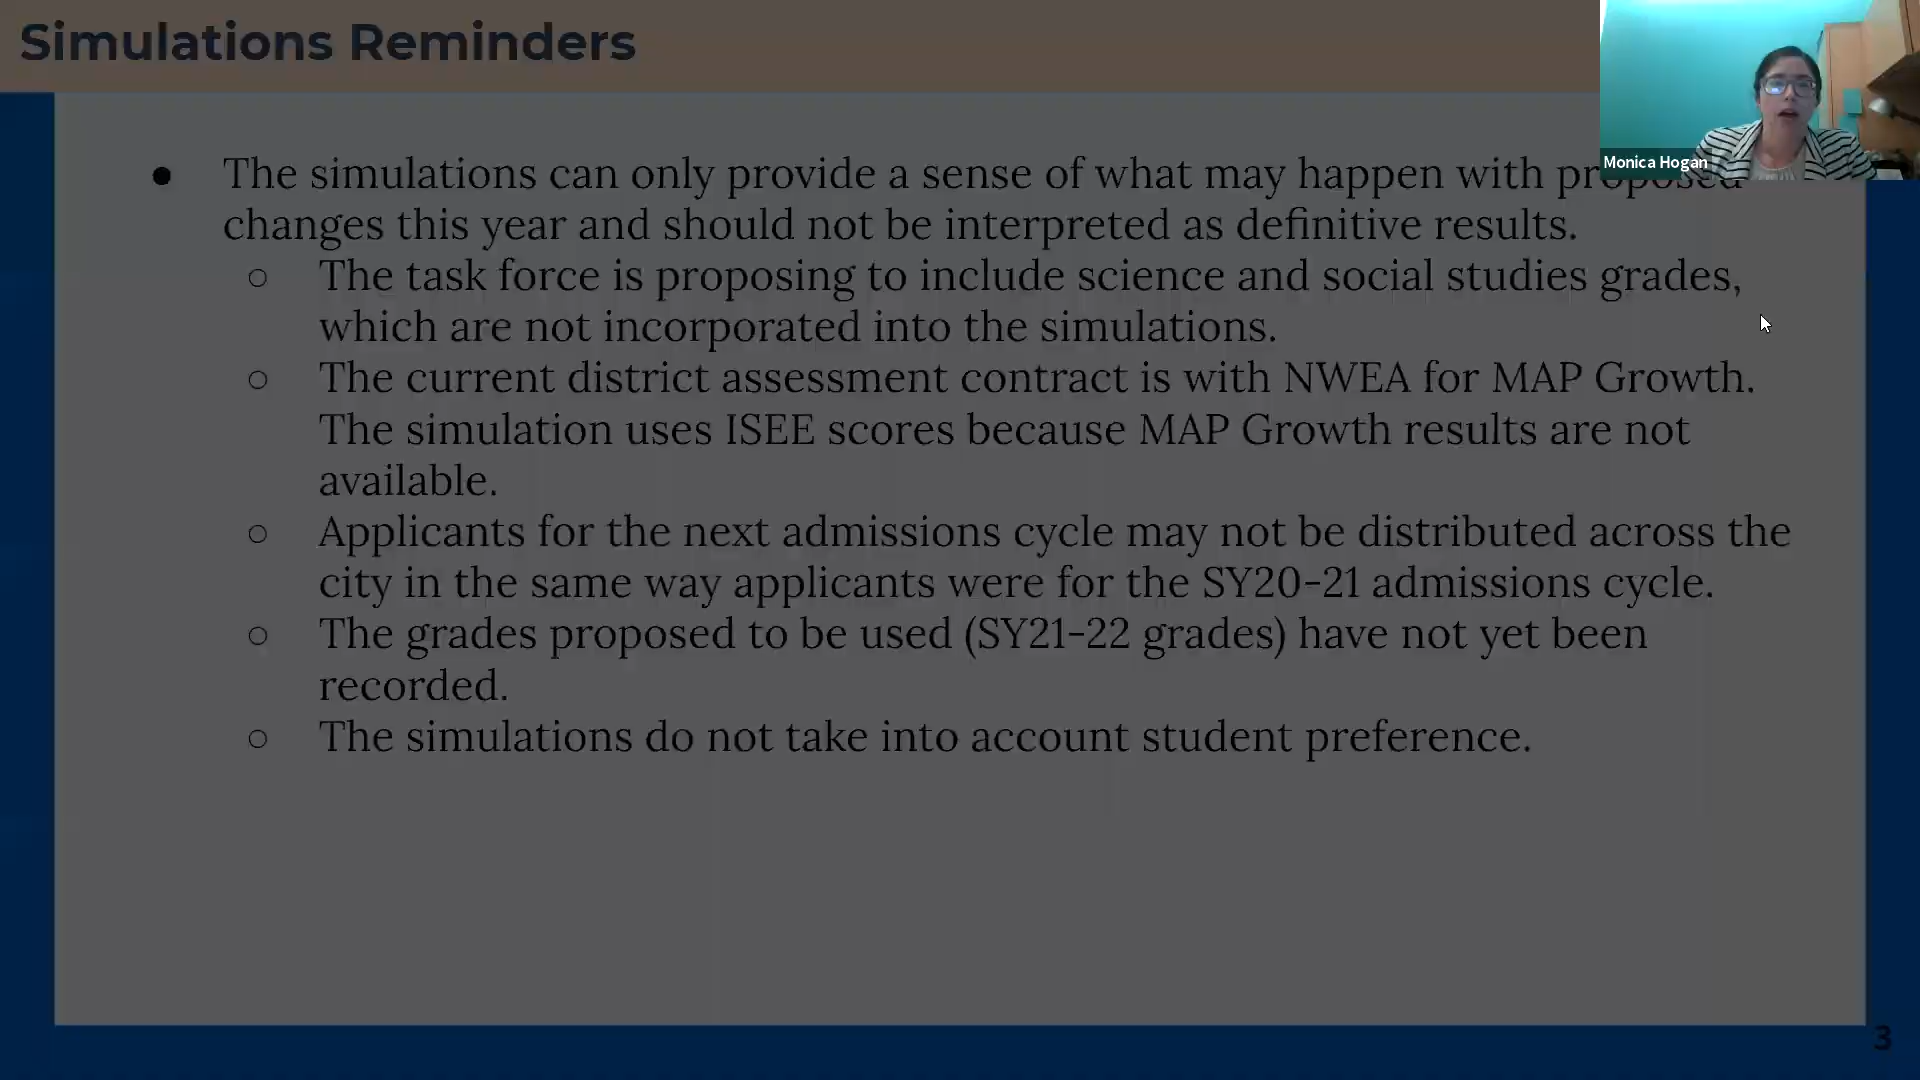 Simulations Reminders
Monica Hogan
● The simulations can only provide a sense of what may happen with proposed
changes this year and should not be interpreted as definitive results.
○ The task force is proposing to include science and social studies grades,
which are not incorporated into the simulations.
○ The current district assessment contract is with NWEA for MAP Growth.
The simulation uses ISEE scores because MAP Growth results are not
available.
○ Applicants for the next admissions cycle may not be distributed across the
city in the same way applicants were for the SY20-21 admissions cycle.
○ The grades proposed to be used (SY21-22 grades) have not yet been
recorded.
○ The simulations do not take into account student preference.
3